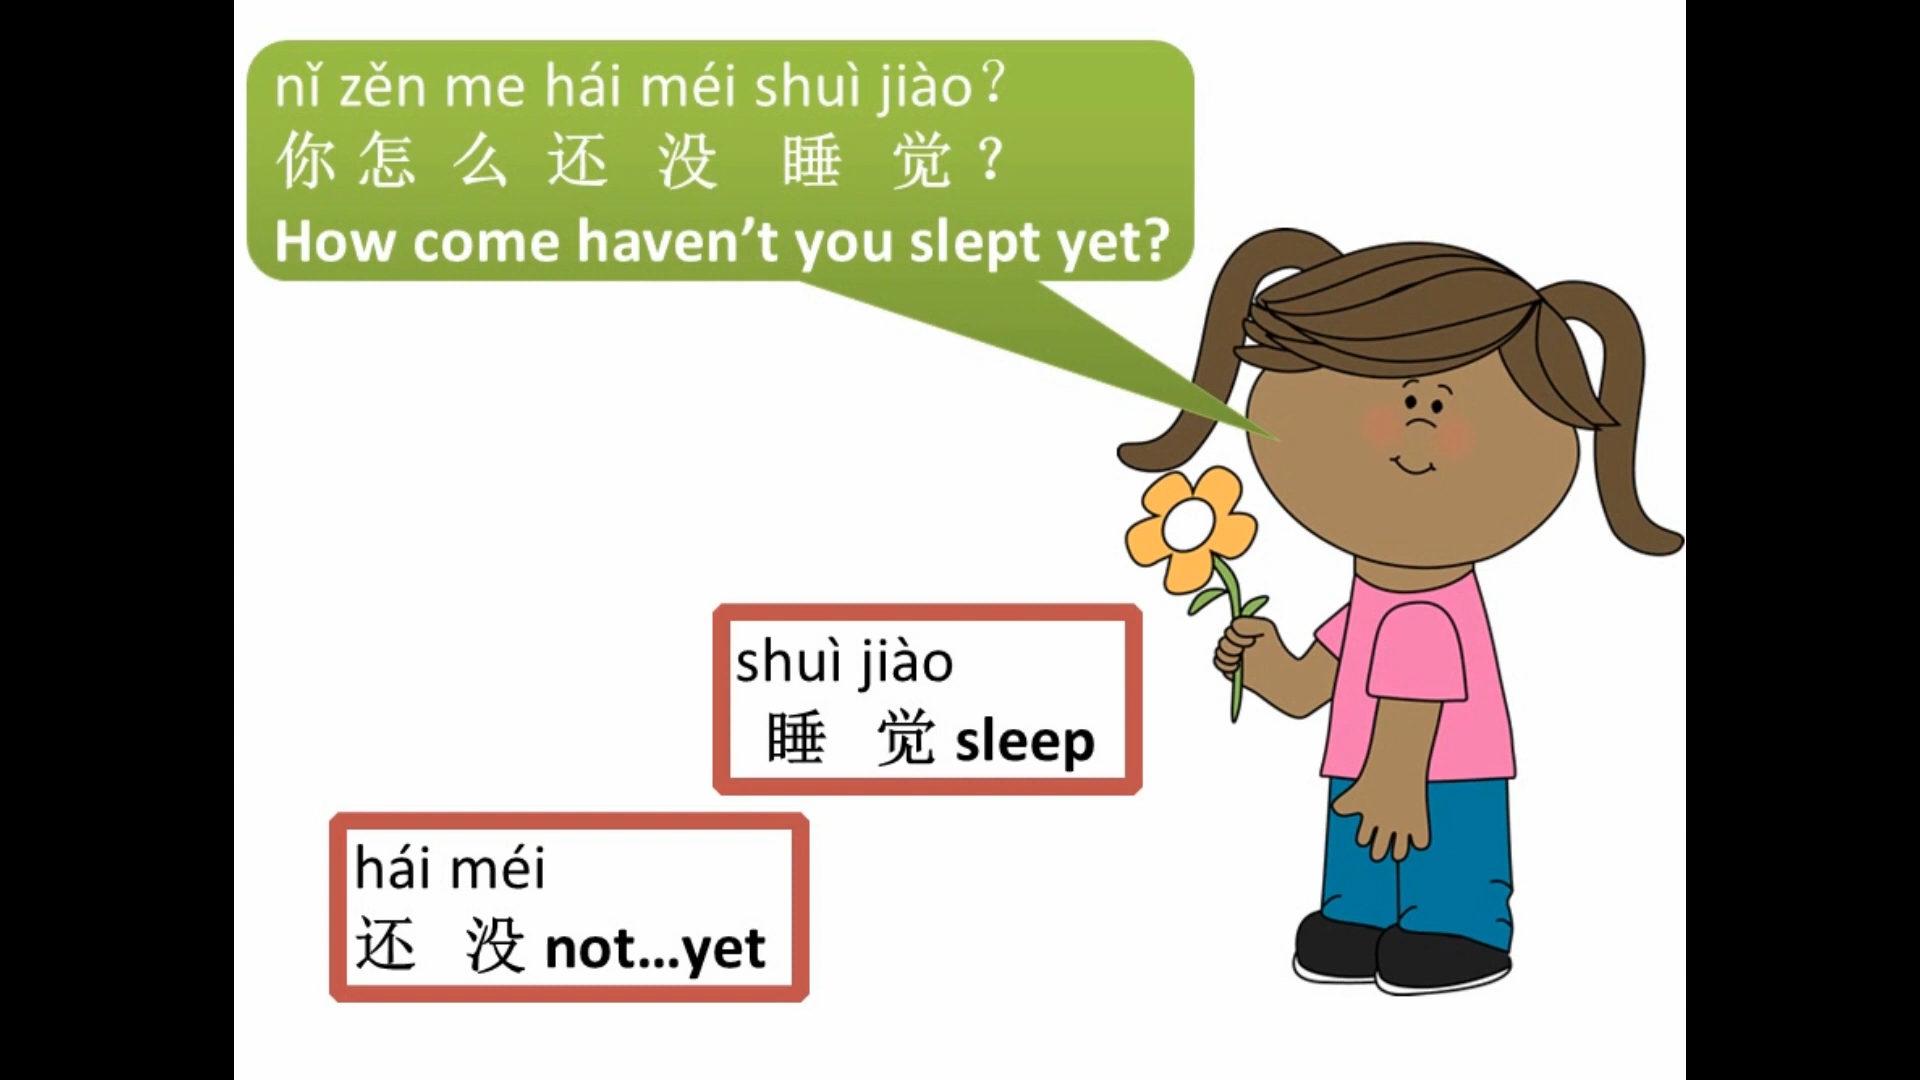 nǐ zěn me hái méi shuì jiào？
你 怎 么 还 没 睡 觉？
How come haven’t you slept yet?
shuì jiào
睡 觉 sleep
hái méi
还 没 not...yet